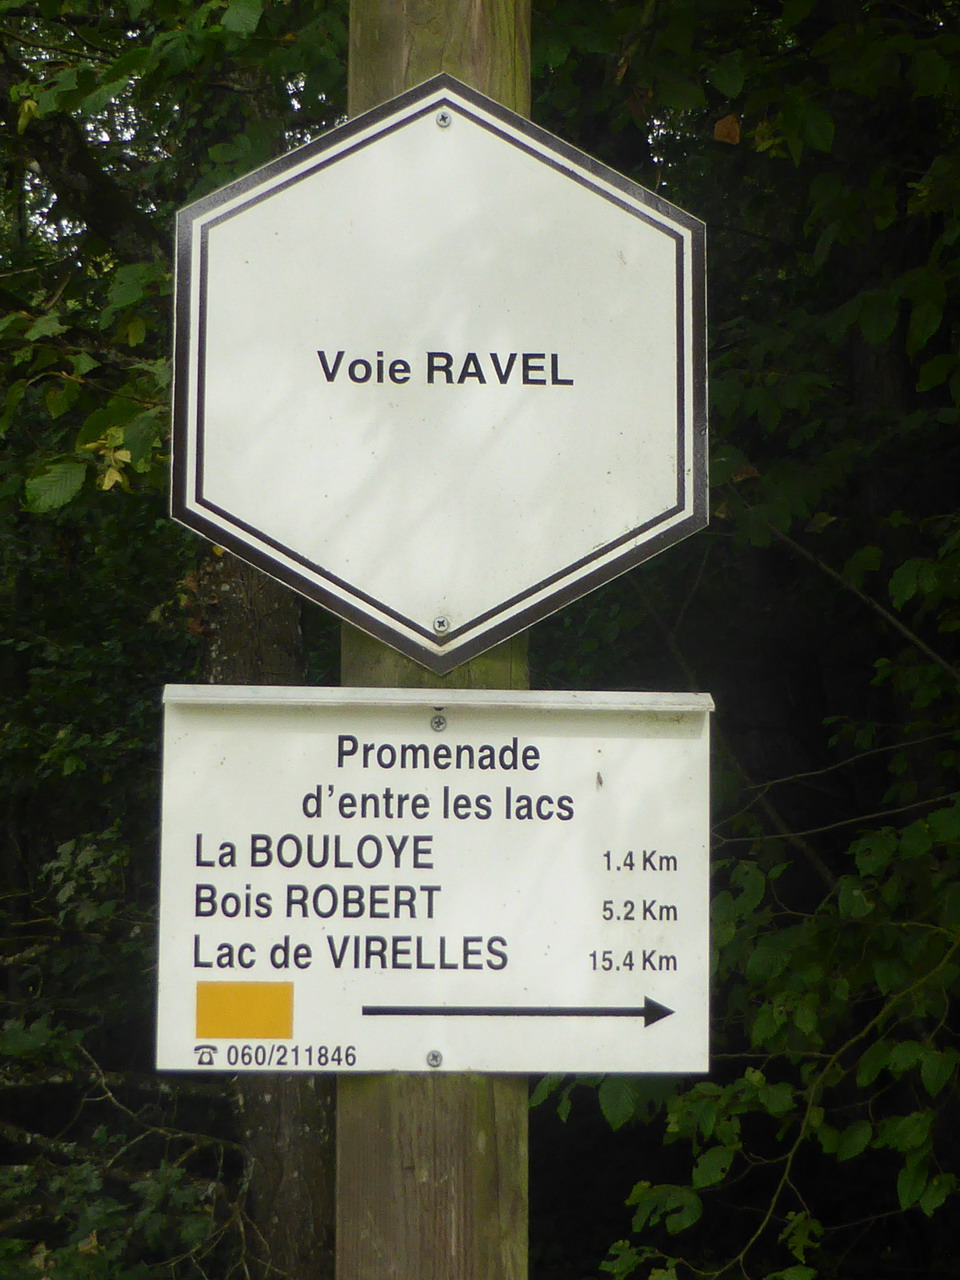 Voie RAVEL
Promenade
d'entre les lacs
La BOULOYE 1.4 Km
Bois ROBERT 5.2 Km
Lac de VIRELLES 15.4 Km
☎ 060/211846